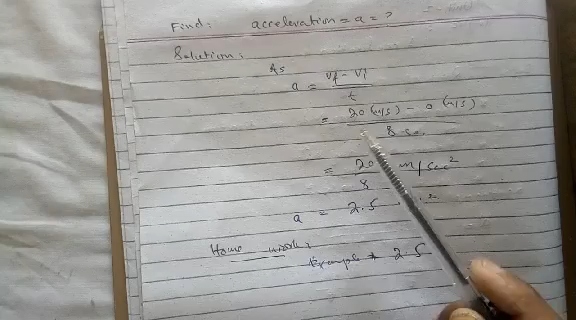 Find: acceleration = a = ?
Solution:
As
a = vf - vi
t
= 20 (m/s) - 0 (m/s)
8 sec.
= 20 m/sec²
8
a = 2.5
Home work:
Example * 2.5